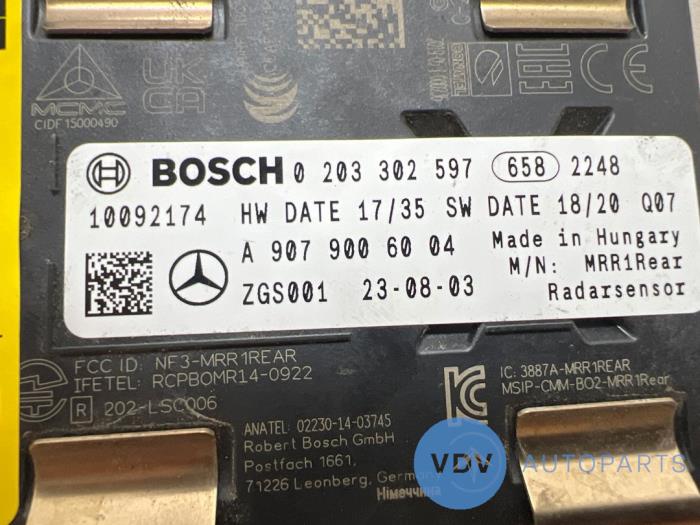 MCMC
CIDF15000490
UK
CA
EAC
BOSCH 0 203 302 597 658 2248
10092174 HW DATE 17/35 SW DATE 18/20 Q07
A 907 900 60 04 Made in Hungary
M/N: MRR1Rear
ZGS001 23-08-03 Radarsensor
FCC ID: NF3-MRR1REAR
IFETEL: RCPBOMR14-0922
R 202-LSC006
IC: 3887A-MRR1REAR
MSIP-CMM-BO2-MRR1Rear
ANATEL: 02230-14-03745
Robert Bosch GmbH
Postfach 1661,
71226 Leonberg, Germany
Німеччина
VDV AUTOPARTS